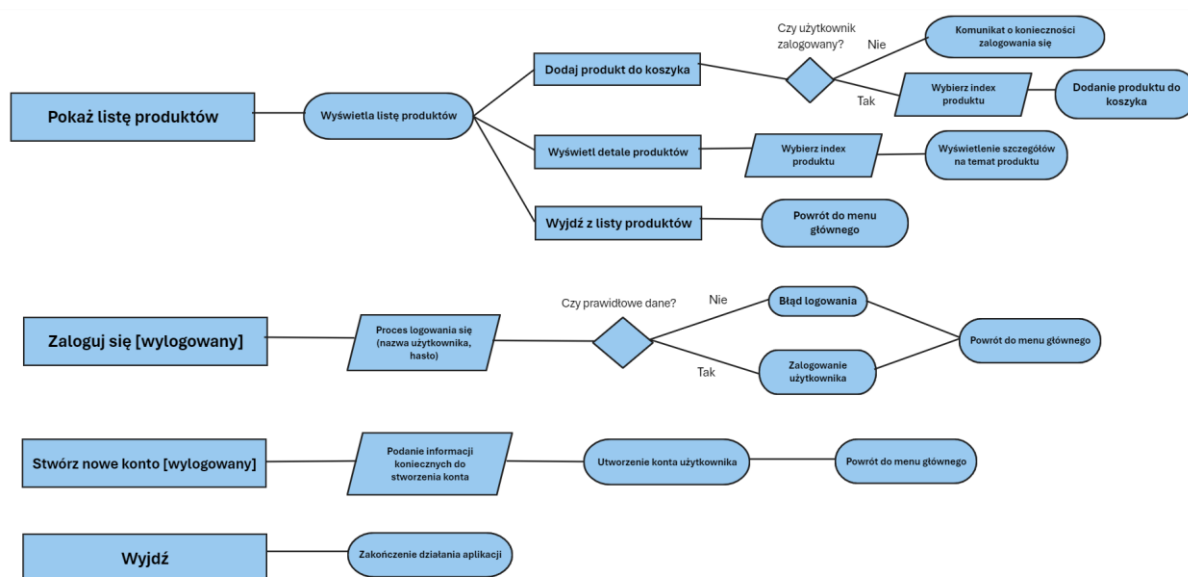 Pokaż listę produktów
Wyświetla listę produktów
Dodaj produkt do koszyka
Czy użytkownik
zalogowany?
Nie
Komunikat o konieczności
zalogowania się
Tak
Wybierz index
produktu
Dodanie produktu do
koszyka
Wyświetl detale produktów
Wybierz index
produktu
Wyświetlenie szczegółów
na temat produktu
Wyjdź z listy produktów
Powrót do menu
głównego
Zaloguj się [wylogowany]
Proces logowania się
(nazwa użytkownika,
hasło)
Czy prawidłowe dane?
Nie
Błąd logowania
Tak
Zalogowanie
użytkownika
Powrót do menu głównego
Stwórz nowe konto [wylogowany]
Podanie informacji
koniecznych do
stworzenia konta
Utworzenie konta użytkownika
Powrót do menu głównego
Wyjdź
Zakończenie działania aplikacji